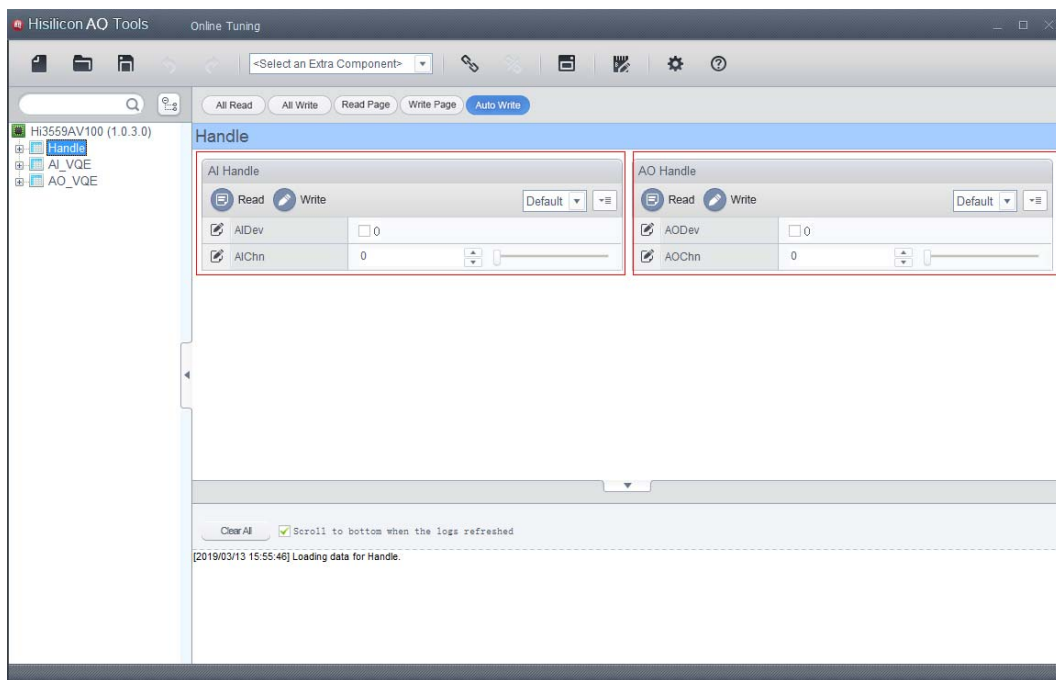 Hisilicon AQ Tools Online Tuning
<Select an Extra Component>
All Read All Write Read Page Write Page Auto Write
Hi3559AV100 (1.0.3.0)
Handle
AI_VQE
AO_VQE
Handle
AI Handle
Read Write Default
AIDev 0
AIChn 0
AO Handle
Read Write Default
AODev 0
AOChn 0
Clear All Scroll to bottom when the logs refreshed
[2019/03/13 15:55:46] Loading data for Handle.